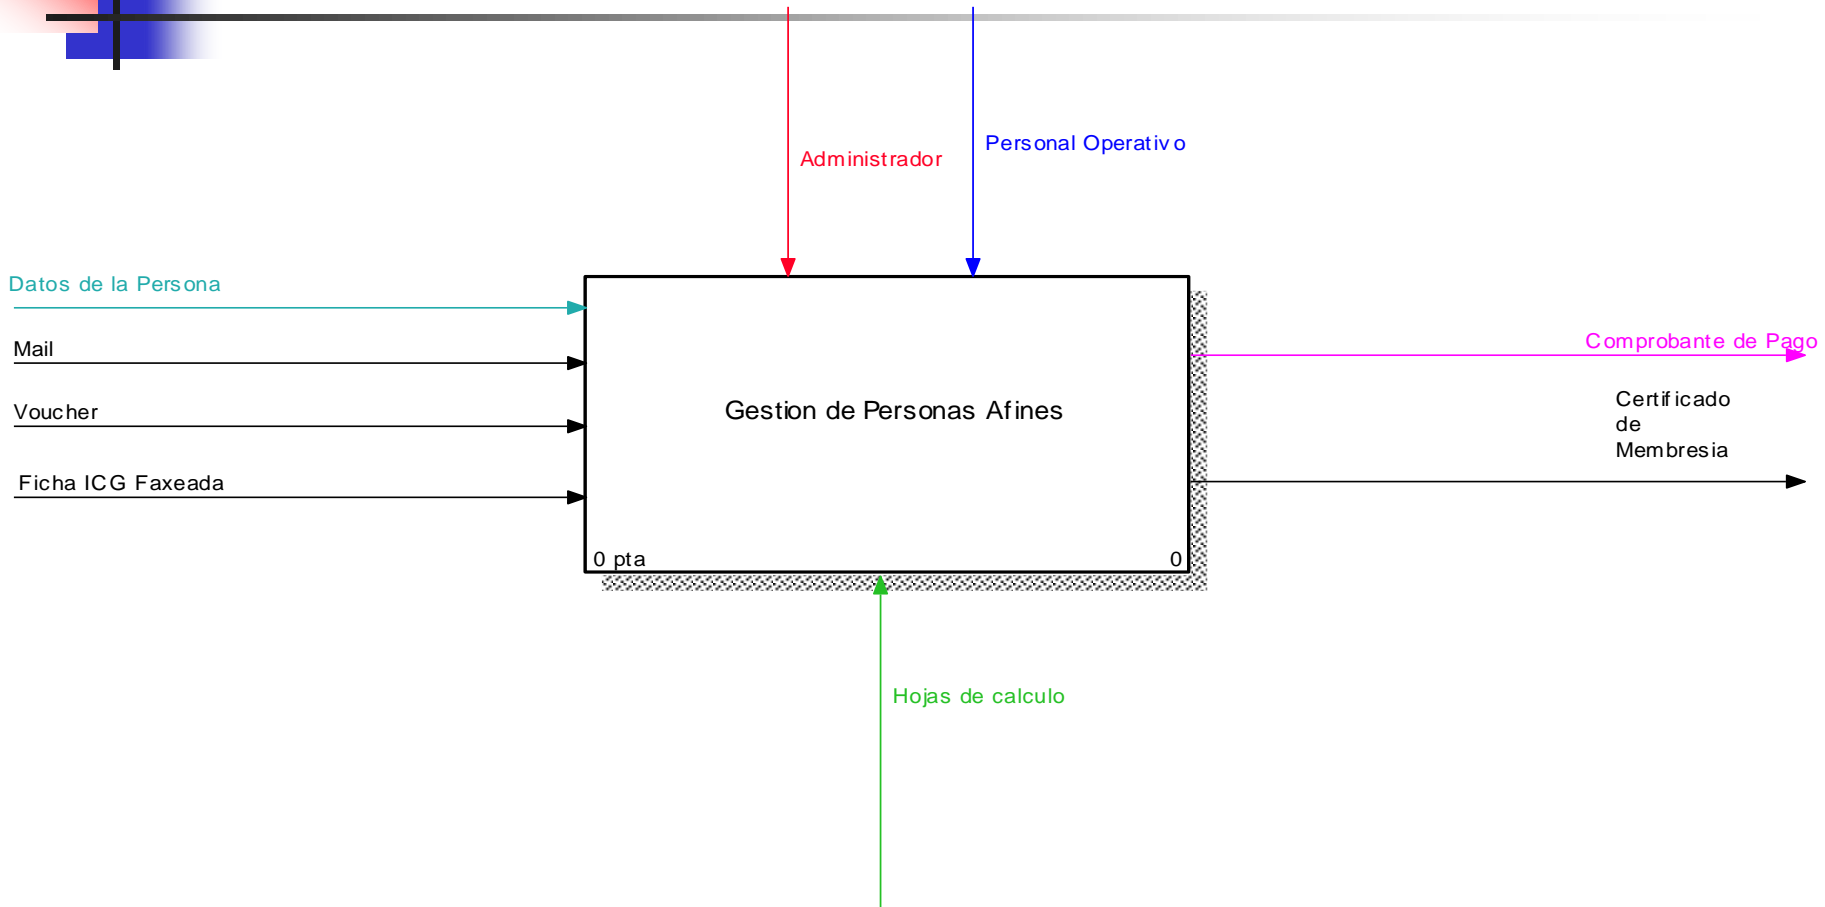 Personal Operativo
Administrador
Datos de la Persona
Mail
Voucher
Ficha ICG Faxeada
Gestion de Personas Afines
0 pta
0
Comprobante de Pago
Certificado
de
Membresia
Hojas de calculo